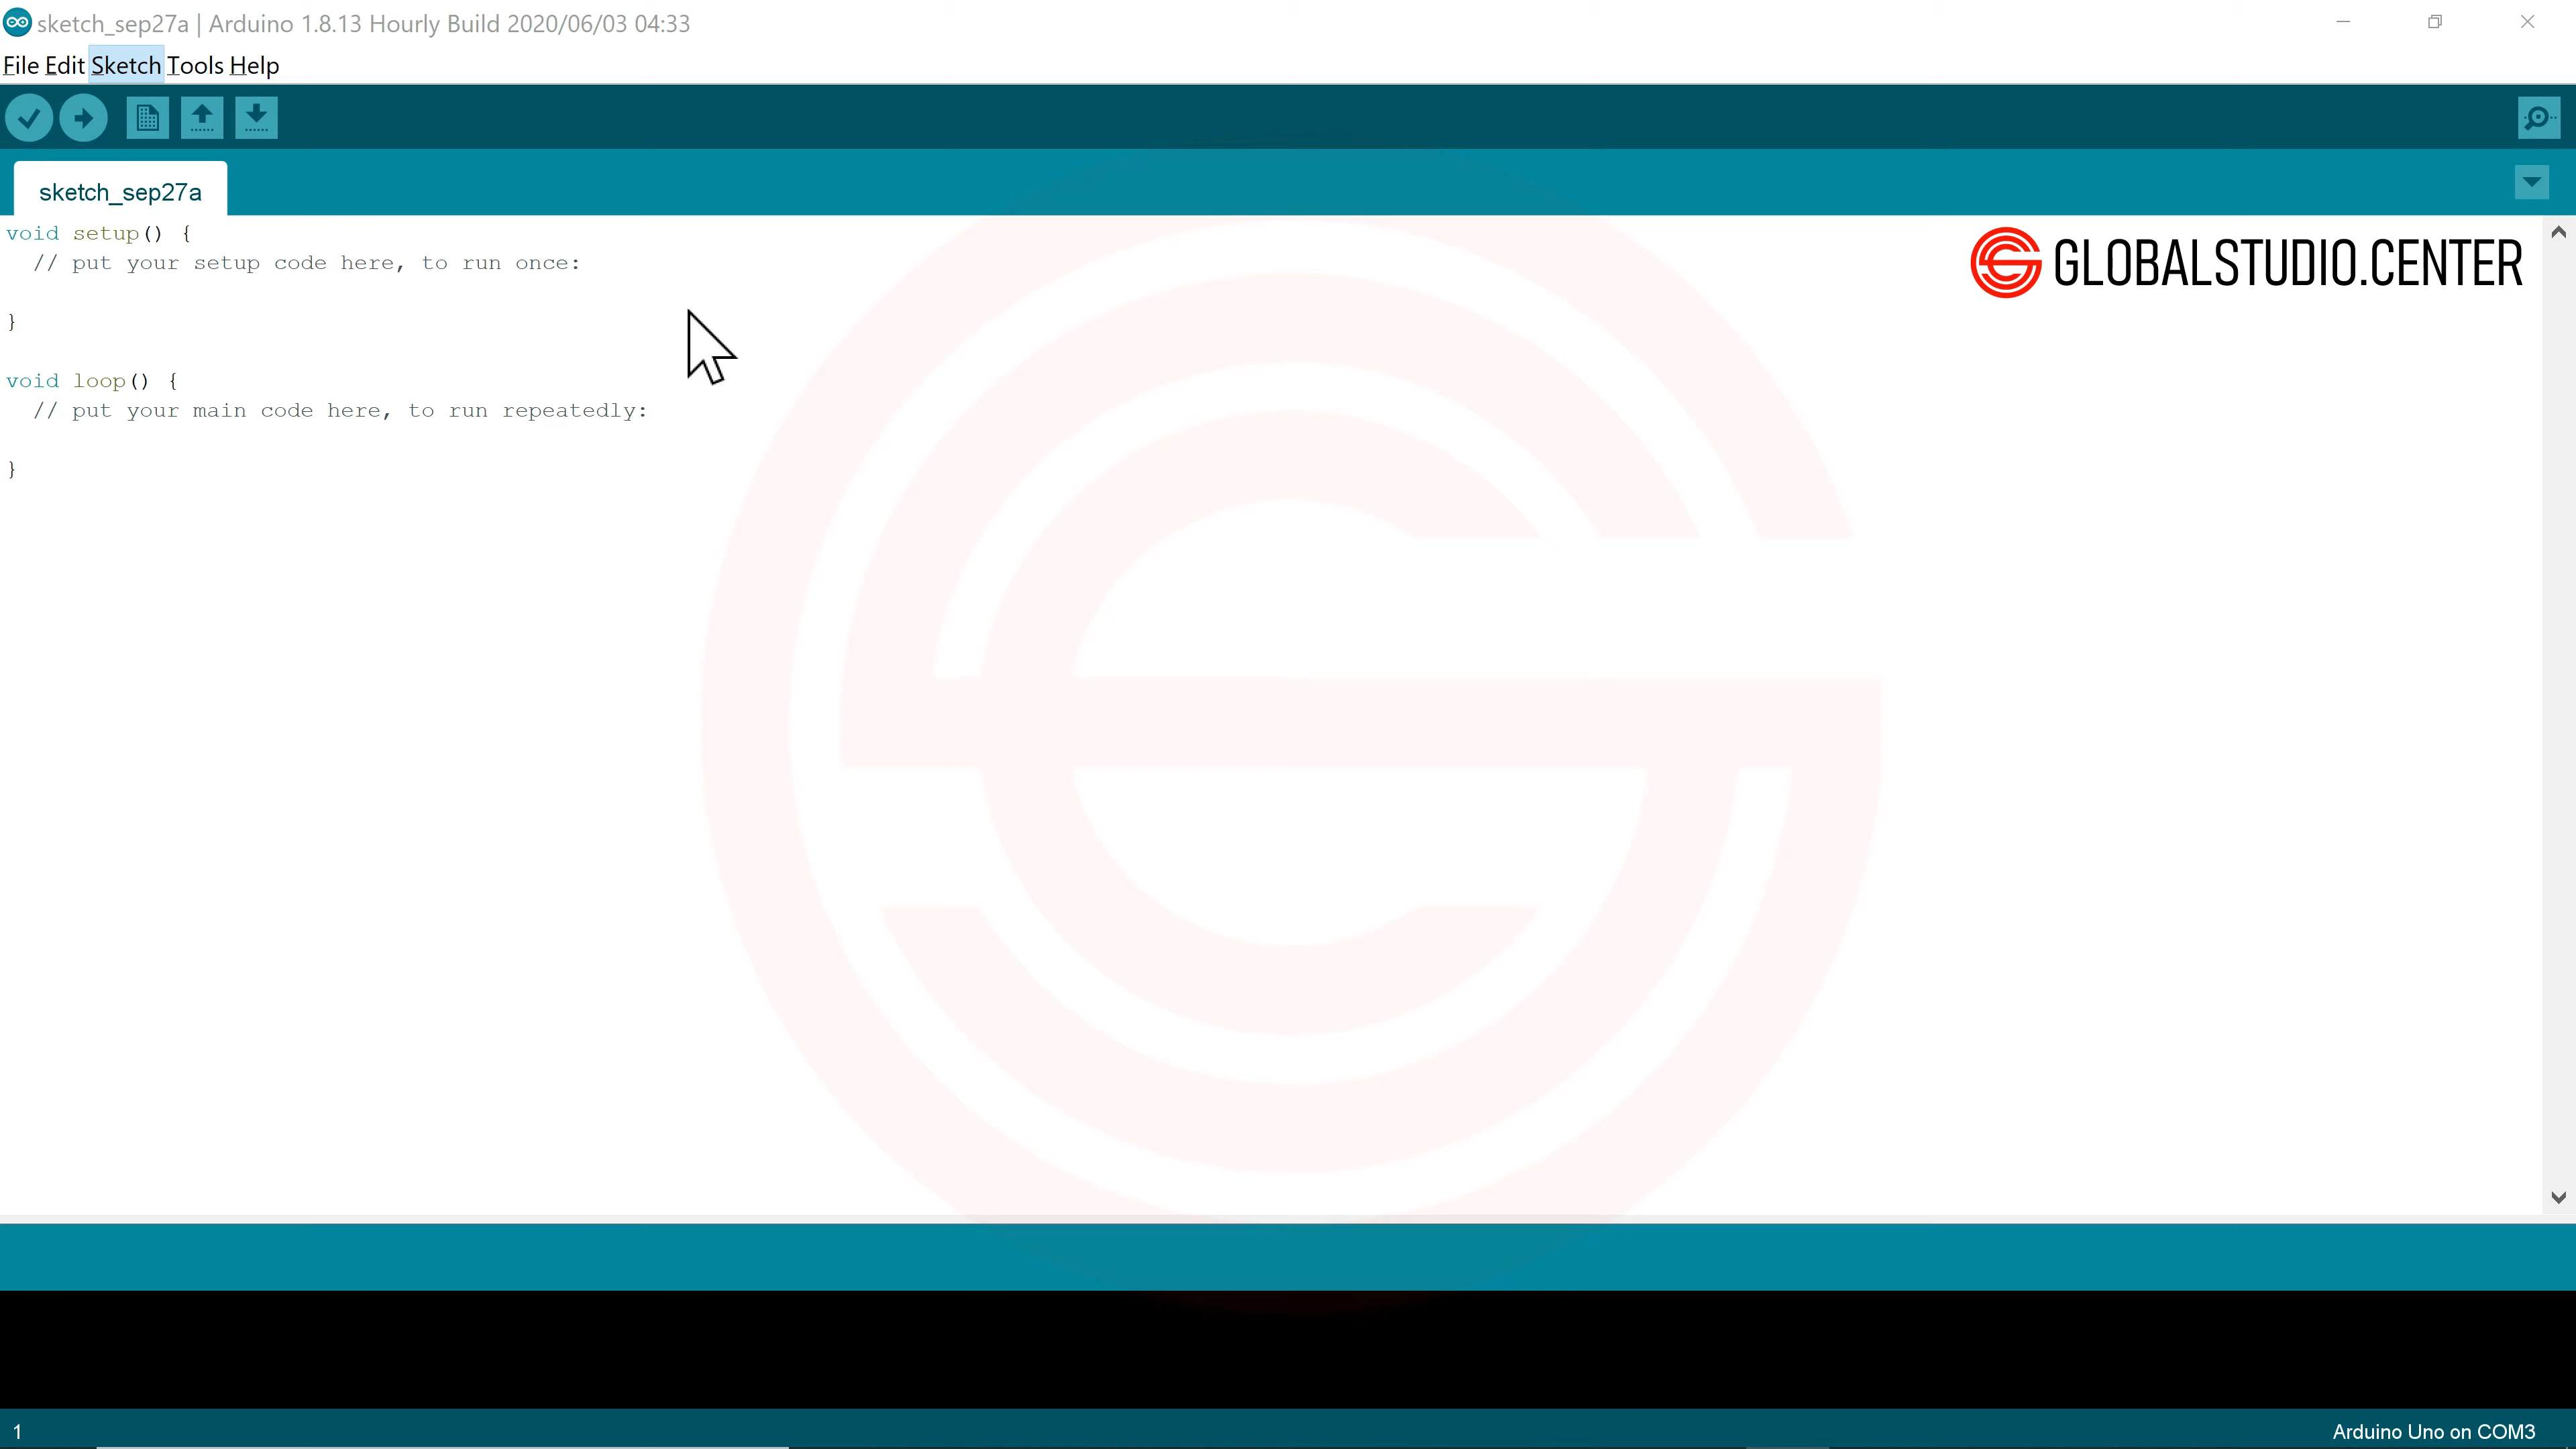 sketch_sep27a | Arduino 1.8.13 Hourly Build 2020/06/03 04:33
File Edit Sketch Tools Help
sketch_sep27a
GLOBALSTUDIO.CENTER
void setup() {
  // put your setup code here, to run once:
}
void loop() {
  // put your main code here, to run repeatedly:
}
1
Arduino Uno on COM3